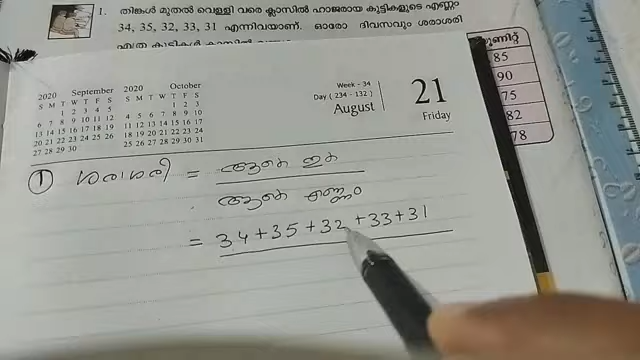 1. തിങ്കൾ മുതൽ വെള്ളി വരെ ക്ലാസിൽ ഹാജരായ കുട്ടികളുടെ എണ്ണം
34, 35, 32, 33, 31 എന്നിവയാണ്. ഓരോ ദിവസവും ശരാശരി
എത്ര കുട്ടികൾ
85
90
75
82
78
2020 September
S M T W T F S
1 2 3 4 5
6 7 8 9 10 11 12
13 14 15 16 17 18 19
20 21 22 23 24 25 26
27 28 29 30
2020 October
S M T W T F S
1 2 3
4 5 6 7 8 9 10
11 12 13 14 15 16 17
18 19 20 21 22 23 24
25 26 27 28 29 30 31
Week - 34
Day (234 - 132)
August
21
Friday
① ശരാശരി = ആകെ തുക
ആകെ എണ്ണം
= 34+35+32+33+31